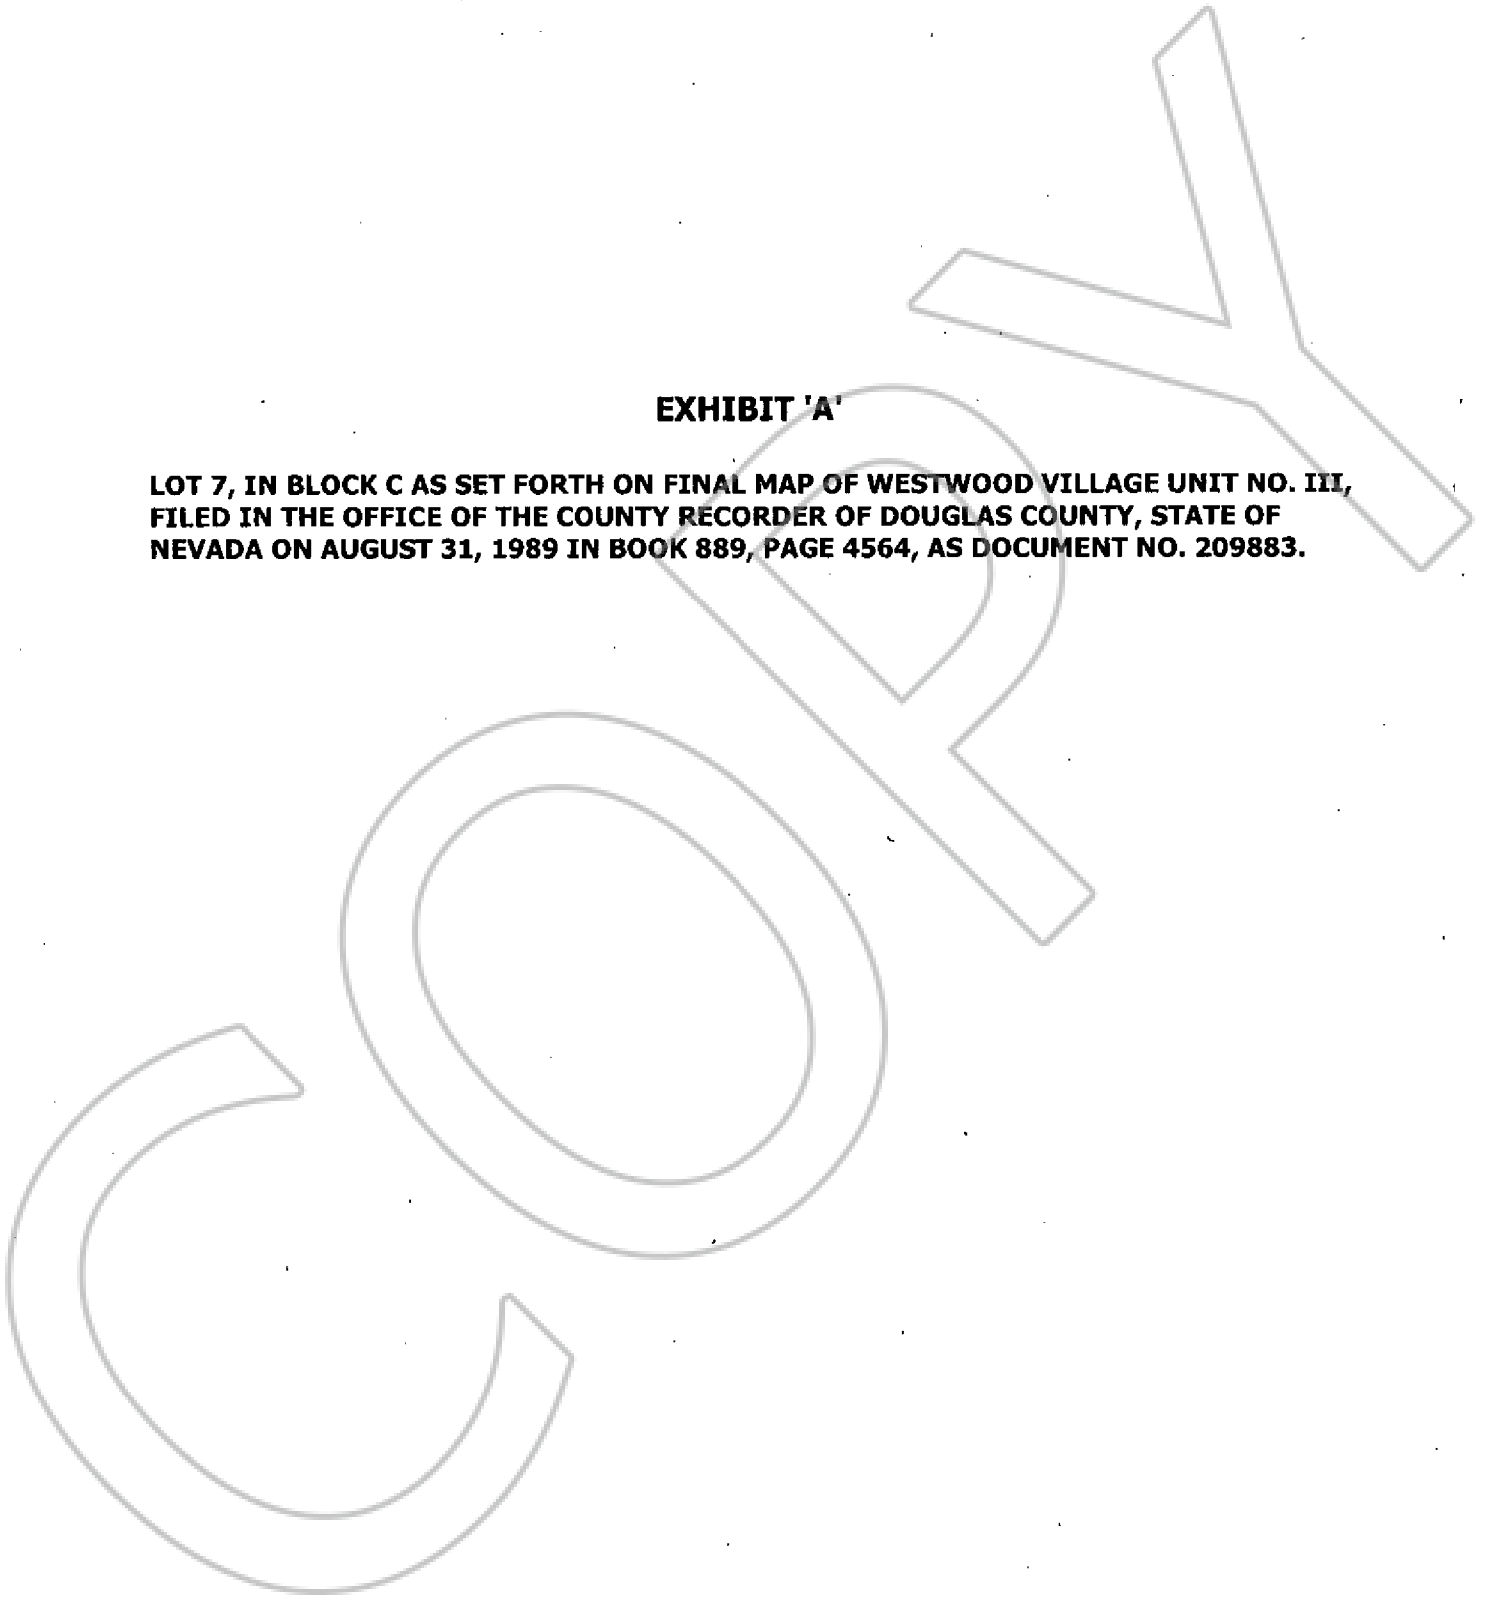 EXHIBIT 'A'
LOT 7, IN BLOCK C AS SET FORTH ON FINAL MAP OF WESTWOOD VILLAGE UNIT NO. III,
FILED IN THE OFFICE OF THE COUNTY RECORDER OF DOUGLAS COUNTY, STATE OF
NEVADA ON AUGUST 31, 1989 IN BOOK 889, PAGE 4564, AS DOCUMENT NO. 209883.
COPY